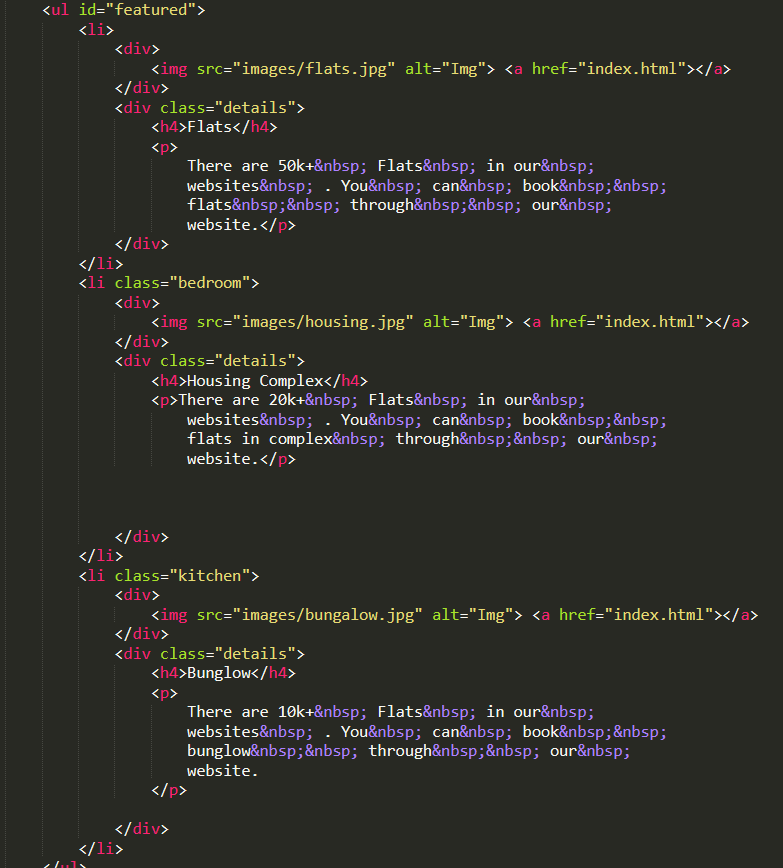 <ul id="featured">
<li>
<div>
<img src="images/flats.jpg" alt="Img"> <a href="index.html"></a>
</div>
<div class="details">
<h4>Flats</h4>
<p>
There are 50k+&nbsp; Flats&nbsp; in our&nbsp;
websites&nbsp; . You&nbsp; can&nbsp; book&nbsp;&nbsp;
flats&nbsp;&nbsp; through&nbsp;&nbsp; our&nbsp;
website.</p>
</div>
</li>
<li class="bedroom">
<div>
<img src="images/housing.jpg" alt="Img"> <a href="index.html"></a>
</div>
<div class="details">
<h4>Housing Complex</h4>
<p>There are 20k+&nbsp; Flats&nbsp; in our&nbsp;
websites&nbsp; . You&nbsp; can&nbsp; book&nbsp;&nbsp;
flats in complex&nbsp; through&nbsp;&nbsp; our&nbsp;
website.</p>
</div>
</li>
<li class="kitchen">
<div>
<img src="images/bungalow.jpg" alt="Img"> <a href="index.html"></a>
</div>
<div class="details">
<h4>Bunglow</h4>
<p>
There are 10k+&nbsp; Flats&nbsp; in our&nbsp;
websites&nbsp; . You&nbsp; can&nbsp; book&nbsp;&nbsp;
bunglow&nbsp;&nbsp; through&nbsp;&nbsp; our&nbsp;
website.
</p>
</div>
</li>
</ul>